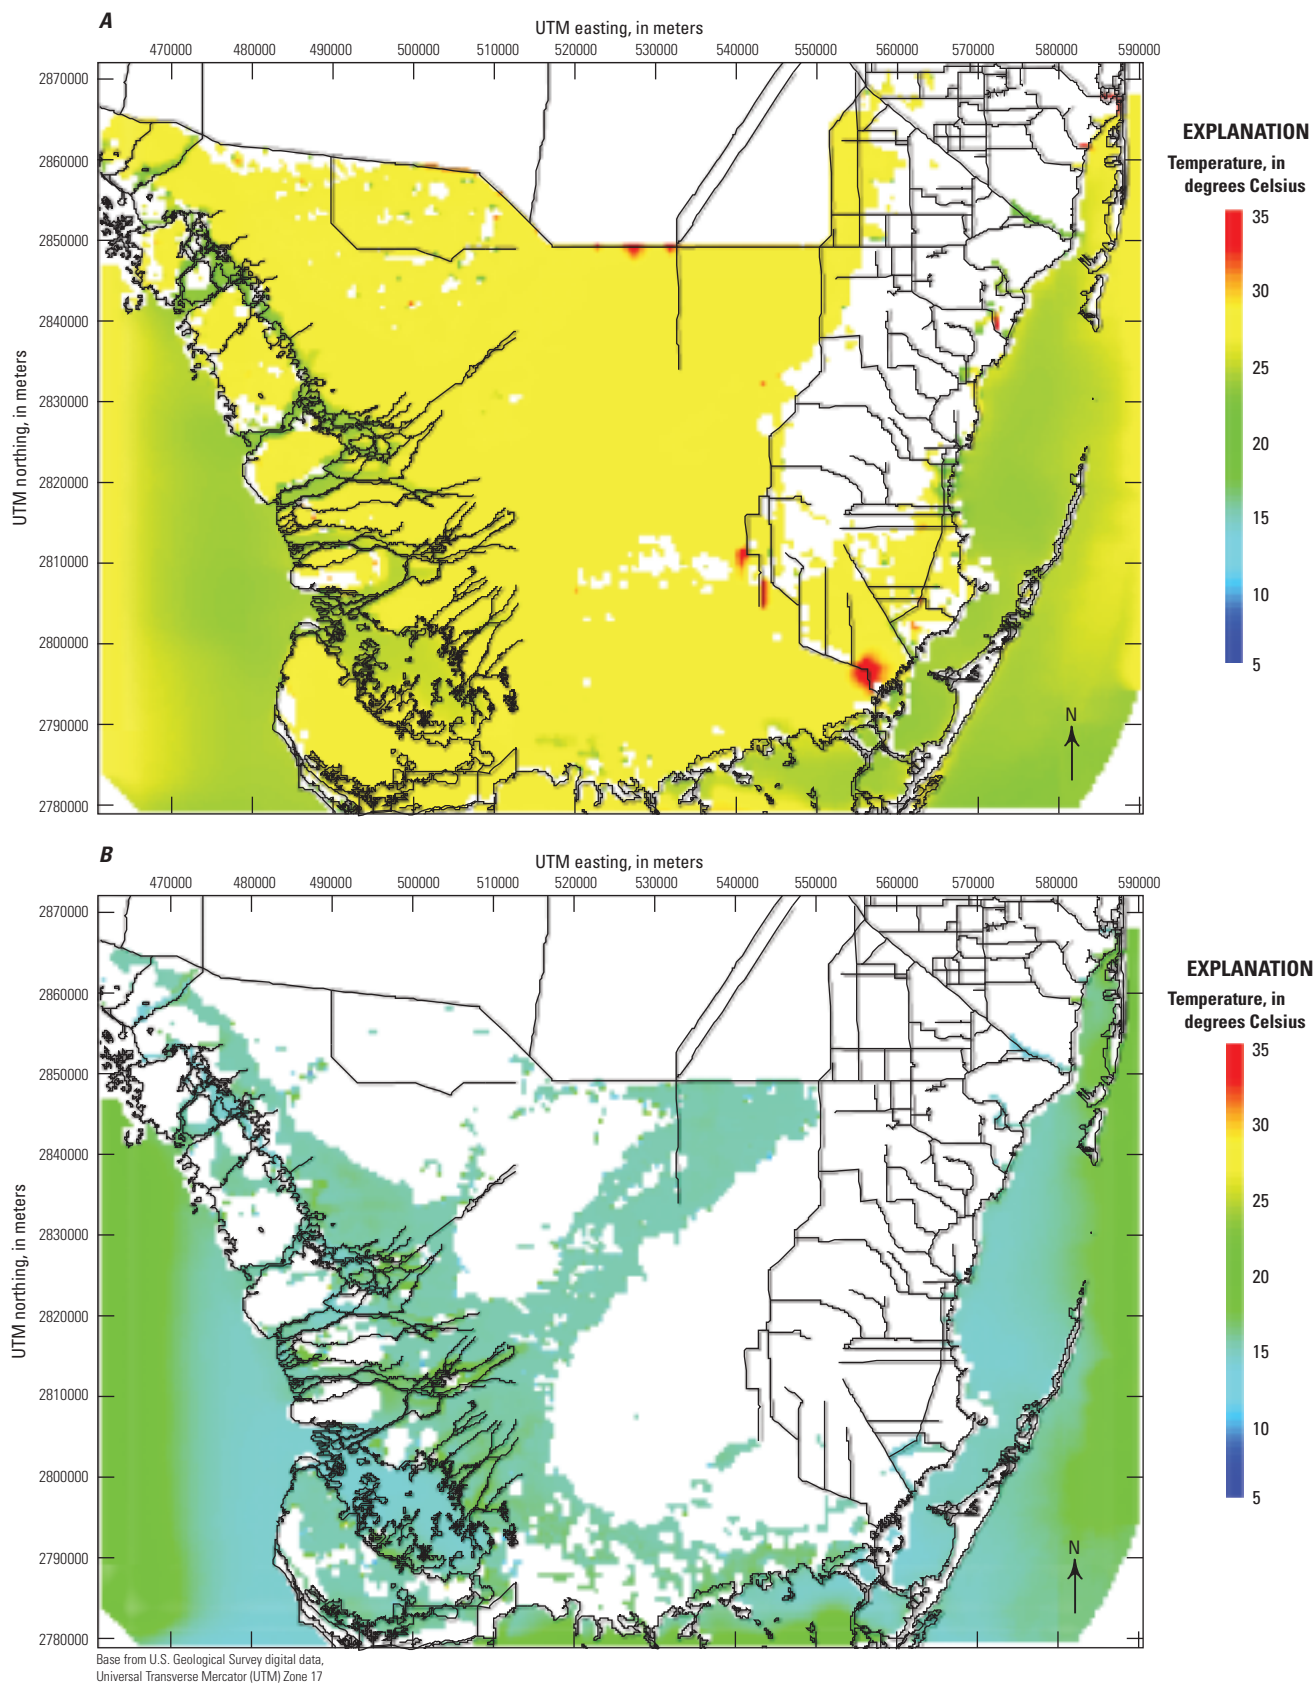 A
UTM easting, in meters
470000 480000 490000 500000 510000 520000 530000 540000 550000 560000 570000 580000 590000
2870000
2860000
2850000
2840000
2830000
2820000
2810000
2800000
2790000
2780000
UTM northing, in meters
N
EXPLANATION
Temperature, in
degrees Celsius
35
30
25
20
15
10
5
B
UTM easting, in meters
470000 480000 490000 500000 510000 520000 530000 540000 550000 560000 570000 580000 590000
2870000
2860000
2850000
2840000
2830000
2820000
2810000
2800000
2790000
2780000
UTM northing, in meters
N
EXPLANATION
Temperature, in
degrees Celsius
35
30
25
20
15
10
5
Base from U.S. Geological Survey digital data,
Universal Transverse Mercator (UTM) Zone 17